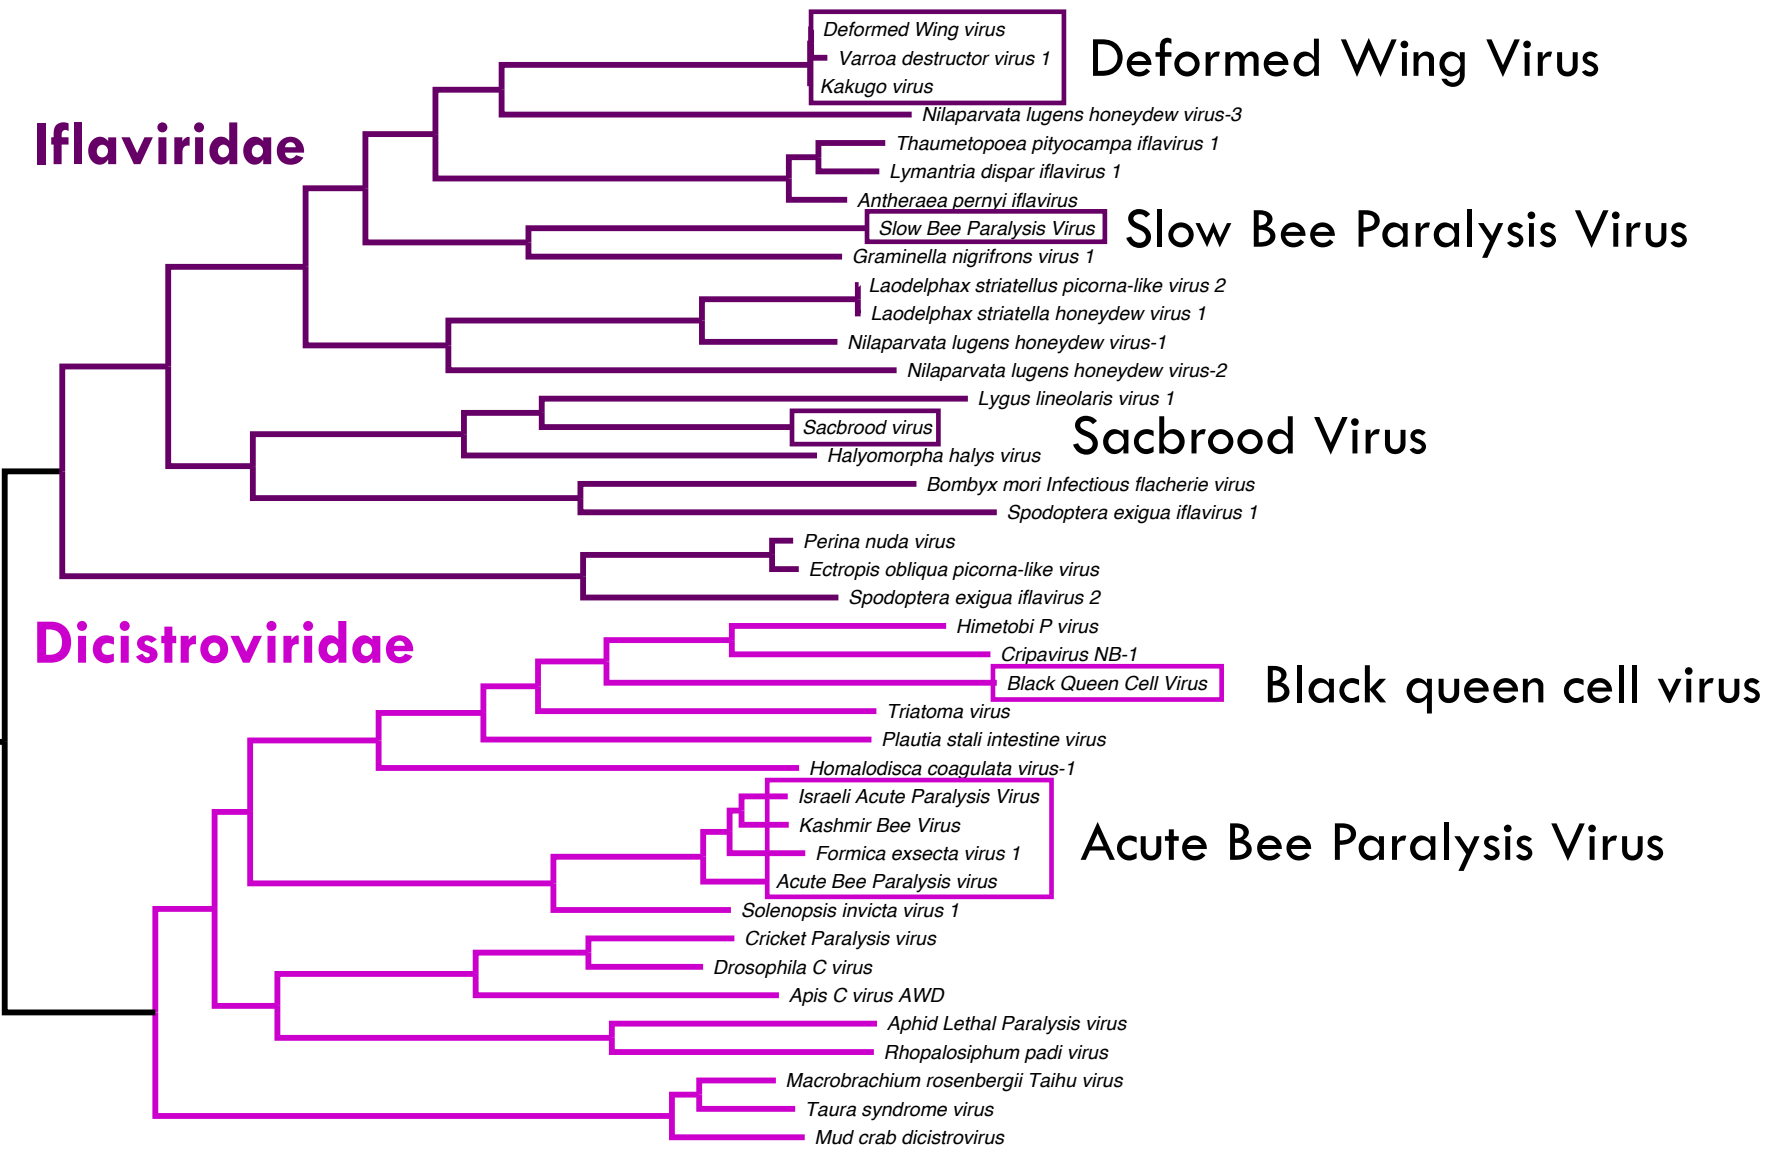 Deformed Wing virus
Varroa destructor virus 1
Deformed Wing Virus
Kakugo virus
Nilaparvata lugens honeydew virus-3
Iflaviridae
Thaumetopoea pityocampa iflavirus 1
Lymantria dispar iflavirus 1
Antheraea pernyi iflavirus
Slow Bee Paralysis Virus
Slow Bee Paralysis Virus
Graminella nigrifrons virus 1
Laodelphax striatellus picorna-like virus 2
Laodelphax striatella honeydew virus 1
Nilaparvata lugens honeydew virus-1
Nilaparvata lugens honeydew virus-2
Lygus lineolaris virus 1
Sacbrood virus
Sacbrood Virus
Halyomorpha halys virus
Bombyx mori Infectious flacherie virus
Spodoptera exigua iflavirus 1
Perina nuda virus
Ectropis obliqua picorna-like virus
Spodoptera exigua iflavirus 2
Dicistroviridae
Himetobi P virus
Cripavirus NB-1
Black Queen Cell Virus
Black queen cell virus
Triatoma virus
Plautia stali intestine virus
Homalodisca coagulata virus-1
Israeli Acute Paralysis Virus
Kashmir Bee Virus
Acute Bee Paralysis Virus
Formica exsecta virus 1
Acute Bee Paralysis virus
Solenopsis invicta virus 1
Cricket Paralysis virus
Drosophila C virus
Apis C virus AWD
Aphid Lethal Paralysis virus
Rhopalosiphum padi virus
Macrobrachium rosenbergii Taihu virus
Taura syndrome virus
Mud crab dicistrovirus